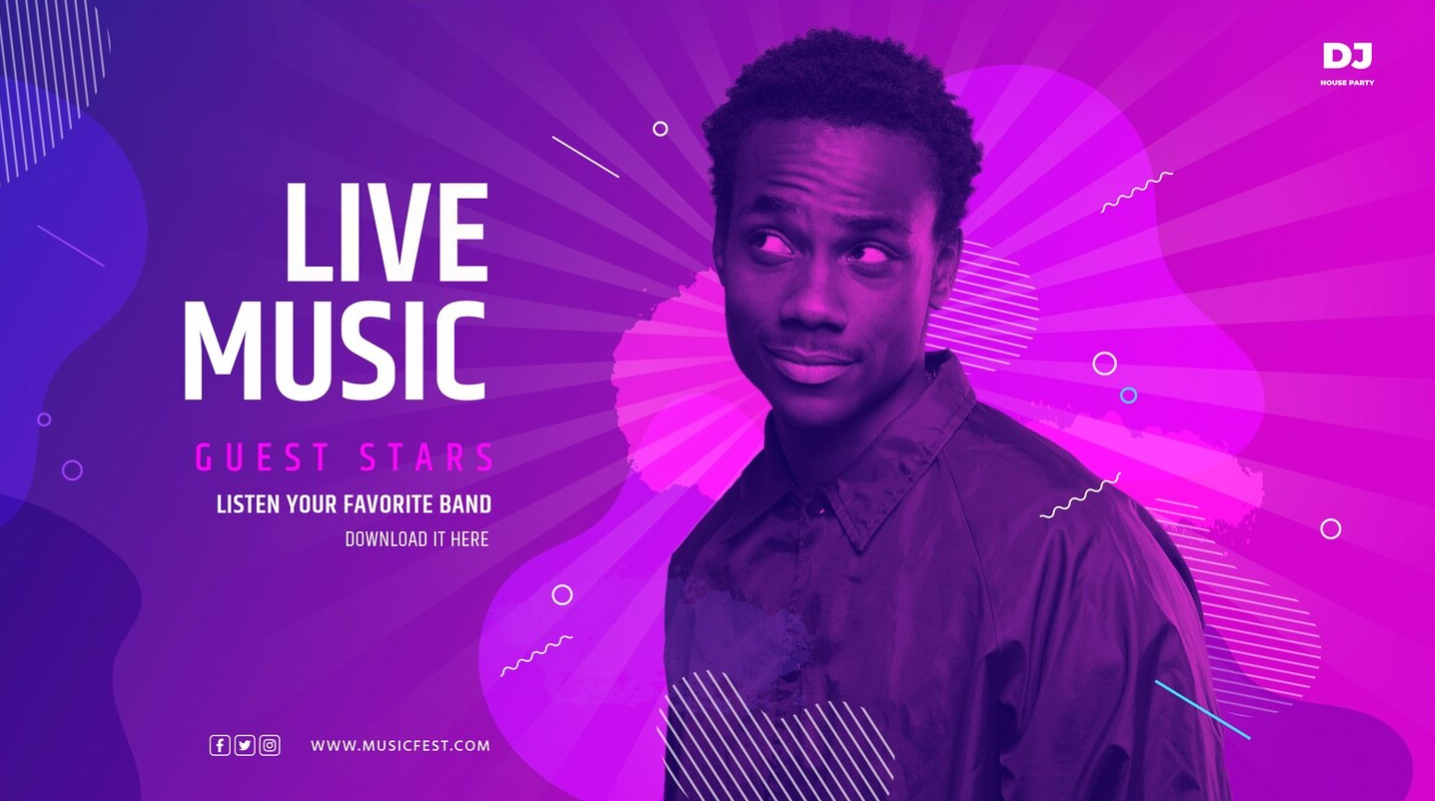 DJ
HOUSE PARTY
LIVE
MUSIC
GUEST STARS
LISTEN YOUR FAVORITE BAND
DOWNLOAD IT HERE
WWW.MUSICFEST.COM